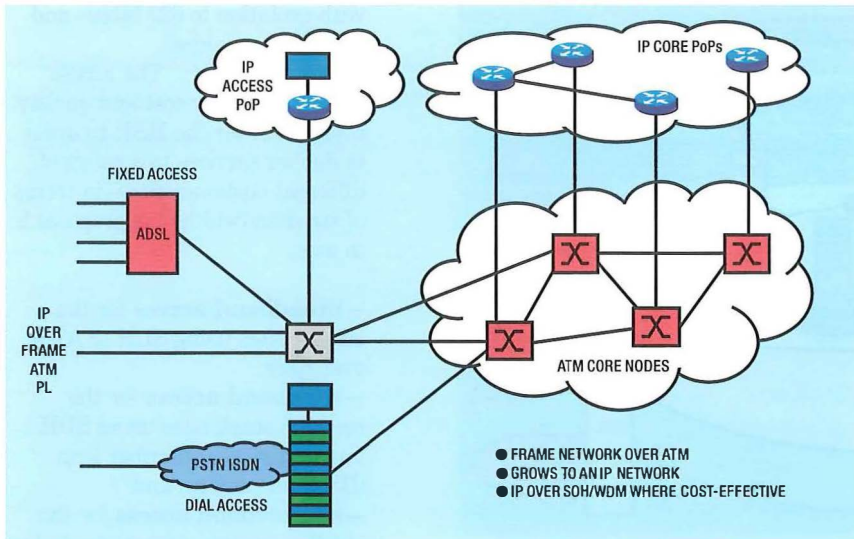 IP
ACCESS
PoP
IP CORE PoPs
FIXED ACCESS
ADSL
IP
OVER
FRAME
ATM
PL
ATM CORE NODES
PSTN ISDN
DIAL ACCESS
● FRAME NETWORK OVER ATM
● GROWS TO AN IP NETWORK
● IP OVER SOH/WDM WHERE COST-EFFECTIVE